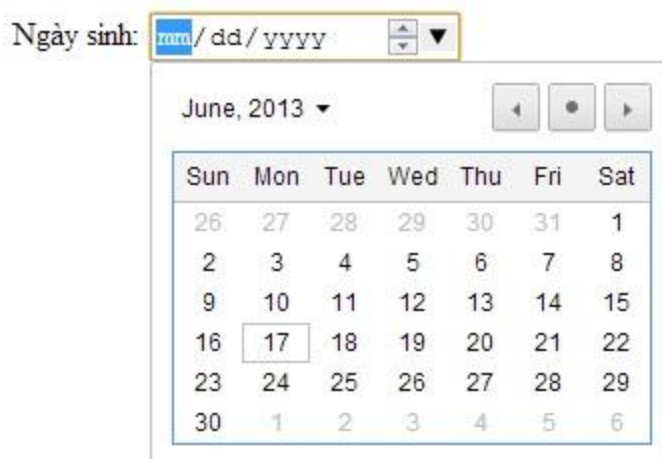 Ngày sinh: mm/dd/yyyy
June, 2013
Sun Mon Tue Wed Thu Fri Sat
26 27 28 29 30 31 1
2 3 4 5 6 7 8
9 10 11 12 13 14 15
16 17 18 19 20 21 22
23 24 25 26 27 28 29
30 1 2 3 4 5 6